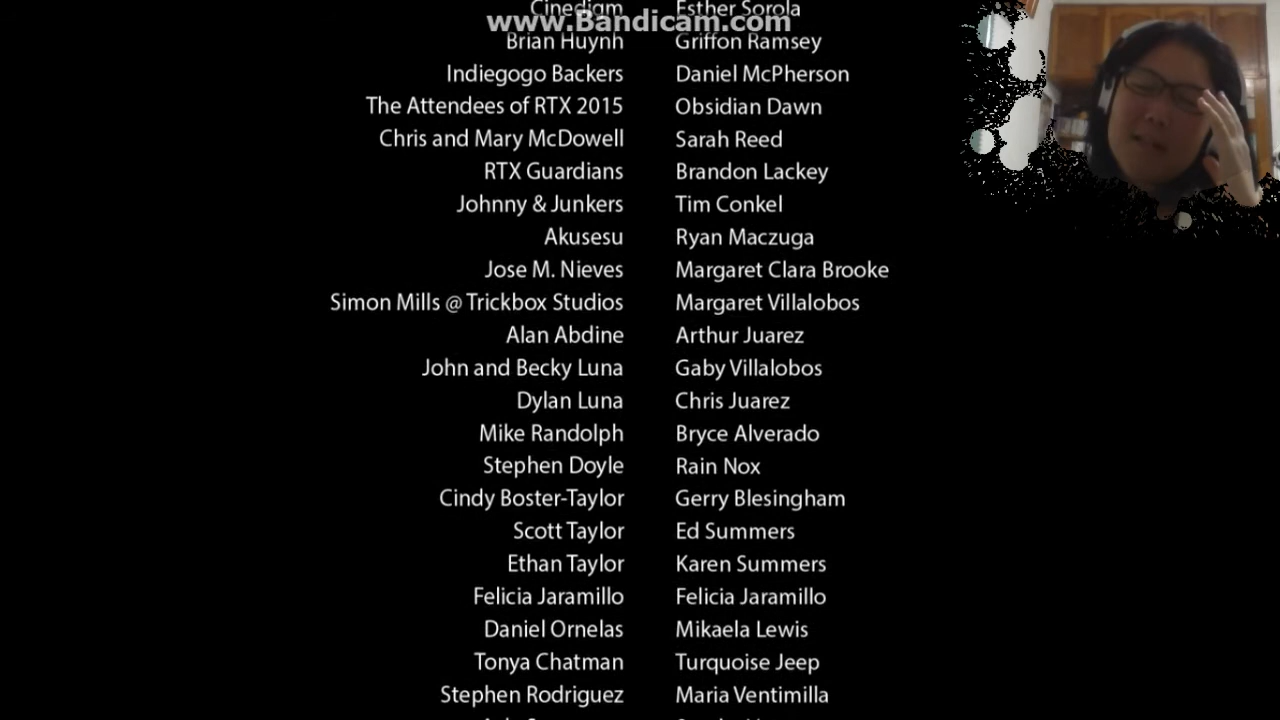 Cinedigm Esther Sorola
www.Bandicam.com
Brian Huynh Griffon Ramsey
Indiegogo Backers Daniel McPherson
The Attendees of RTX 2015 Obsidian Dawn
Chris and Mary McDowell Sarah Reed
RTX Guardians Brandon Lackey
Johnny & Junkers Tim Conkel
Akusesu Ryan Maczuga
Jose M. Nieves Margaret Clara Brooke
Simon Mills @ Trickbox Studios Margaret Villalobos
Alan Abdine Arthur Juarez
John and Becky Luna Gaby Villalobos
Dylan Luna Chris Juarez
Mike Randolph Bryce Alverado
Stephen Doyle Rain Nox
Cindy Boster-Taylor Gerry Blesingham
Scott Taylor Ed Summers
Ethan Taylor Karen Summers
Felicia Jaramillo Felicia Jaramillo
Daniel Ornelas Mikaela Lewis
Tonya Chatman Turquoise Jeep
Stephen Rodriguez Maria Ventimilla